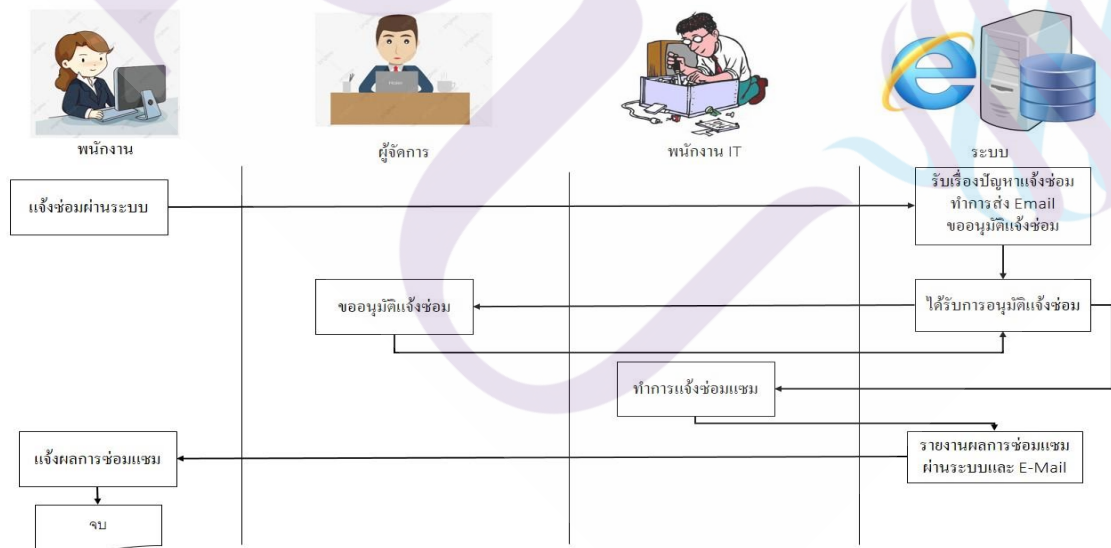 พนักงาน
ผู้จัดการ
พนักงาน IT
ระบบ
แจ้งซ่อมผ่านระบบ
รับเรื่องปัญหาแจ้งซ่อม
ทำการส่ง Email
ขออนุมัติแจ้งซ่อม
ขออนุมัติแจ้งซ่อม
ได้รับการอนุมัติแจ้งซ่อม
ทำการแจ้งซ่อมแซม
แจ้งผลการซ่อมแซม
รายงานผลการซ่อมแซม
ผ่านระบบและ E-Mail
จบ